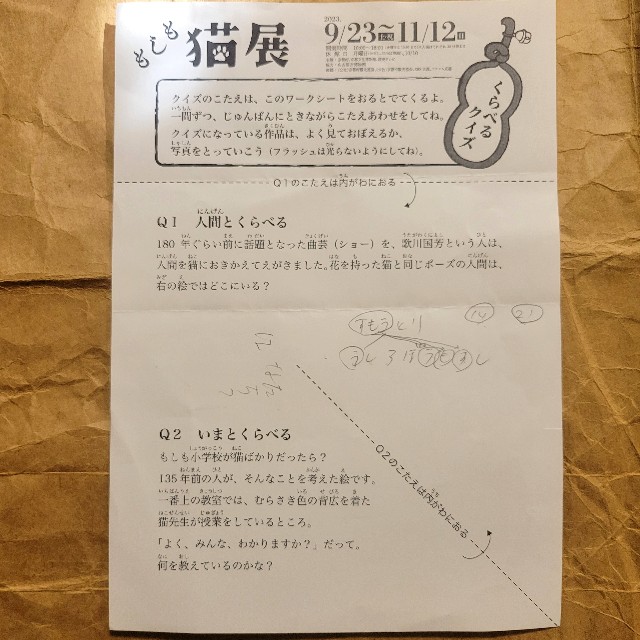 もしも猫展
2023.
9/23〜11/12
くらべるクイズ
クイズのこたえは、このワークシートをおるとでてくるよ。
一問ずつ、じゅんばんにときながらこたえあわせをしてね。
クイズになっている作品は、よく見ておぼえるか、
写真をとっていこう（フラッシュは光らないようにしてね）。
Q1のこたえは内がわにおる
Q1 人間とくらべる
180 年ぐらい前に話題となった曲芸（ショー）を、歌川国芳という人は、
人間を猫におきかえてえがきました。花を持った猫と同じポーズの人間は、
右の絵ではどこにいる？
14 21
Q2 いまとくらべる
もしも小学校が猫ばかりだったら？
135年前の人が、そんなことを考えた絵です。
一番上の教室では、むらさき色の背広を着た
猫先生が授業をしているところ。
「よく、みんな、わかりますか？」だって。
何を教えているのかな？
Q2のこたえは内がわにおる